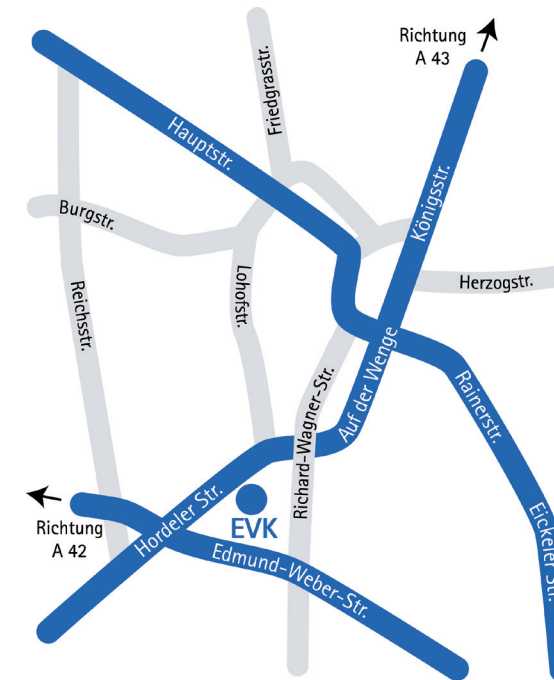 Richtung
A 43
Friedgrasstr.
Hauptstr.
Königsstr.
Burgstr.
Herzogstr.
Reichsstr.
Lohofstr.
Auf der Wenge
Rainerstr.
Richard-Wagner-Str.
Hordeler Str.
EVK
Richtung
A 42
Edmund-Weber-Str.
Eickeler Str.